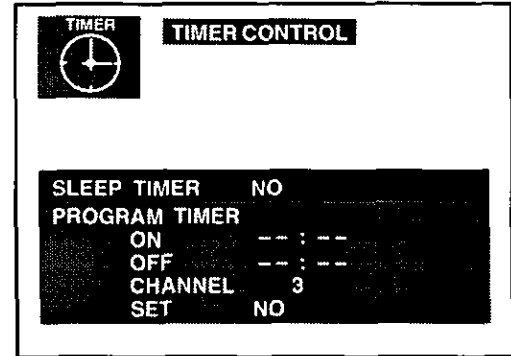 TIMER
TIMER CONTROL
SLEEP TIMER NO
PROGRAM TIMER
ON --:--
OFF --:--
CHANNEL 3
SET NO